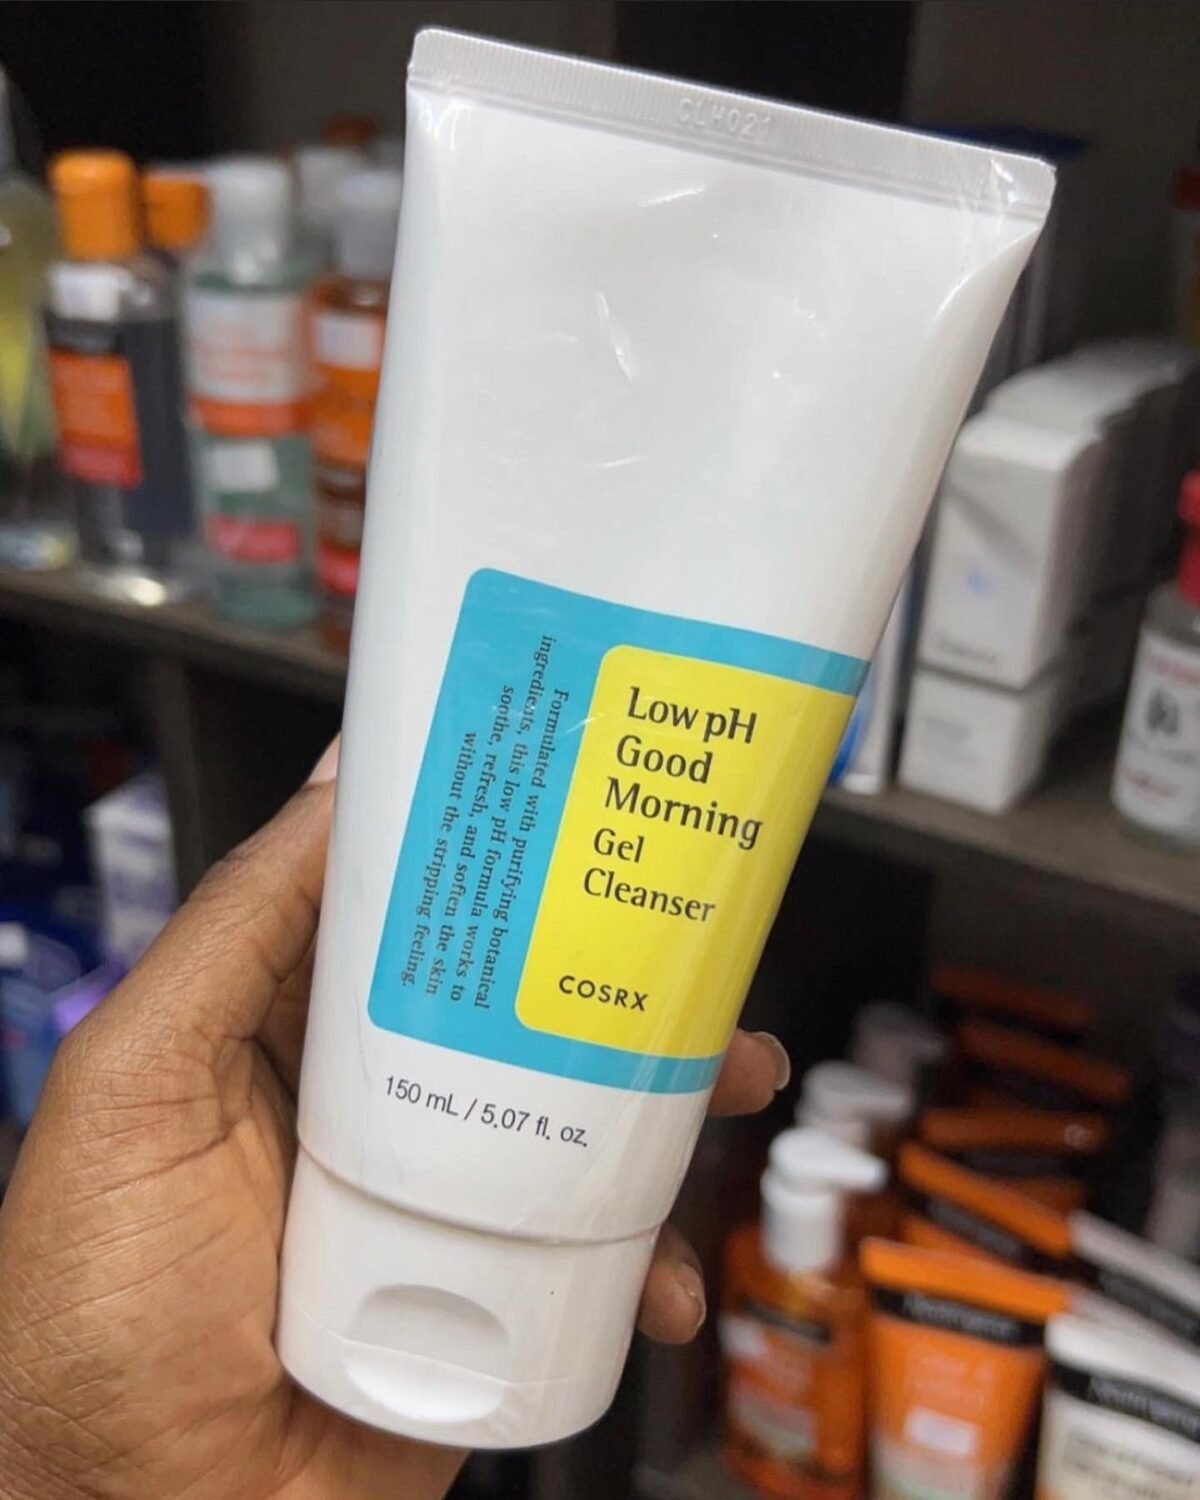 CLH021
Low pH
Good
Morning
Gel
Cleanser
COSRX
Formulated with purifying botanical
ingredients, this low pH formula works to
soothe, refresh, and soften the skin
without the stripping feeling.
150 mL / 5.07 fl. oz.
Neutrogena